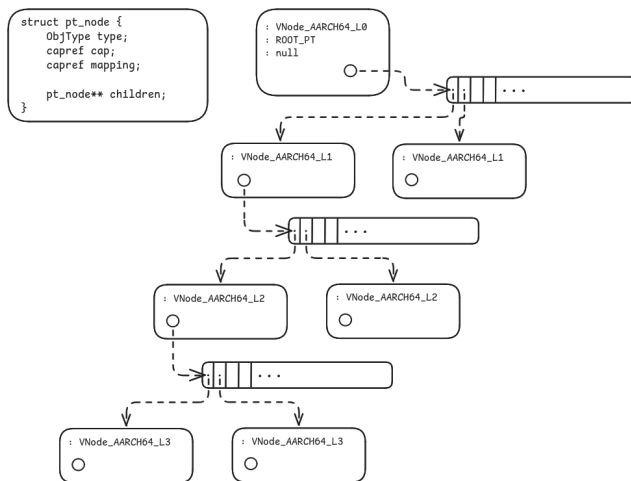 struct pt_node {
ObjType type;
capref cap;
capref mapping;
pt_node** children;
}
: VNode_AARCH64_L0
: ROOT_PT
: null
...
: VNode_AARCH64_L1
: VNode_AARCH64_L1
...
: VNode_AARCH64_L2
: VNode_AARCH64_L2
...
: VNode_AARCH64_L3
: VNode_AARCH64_L3